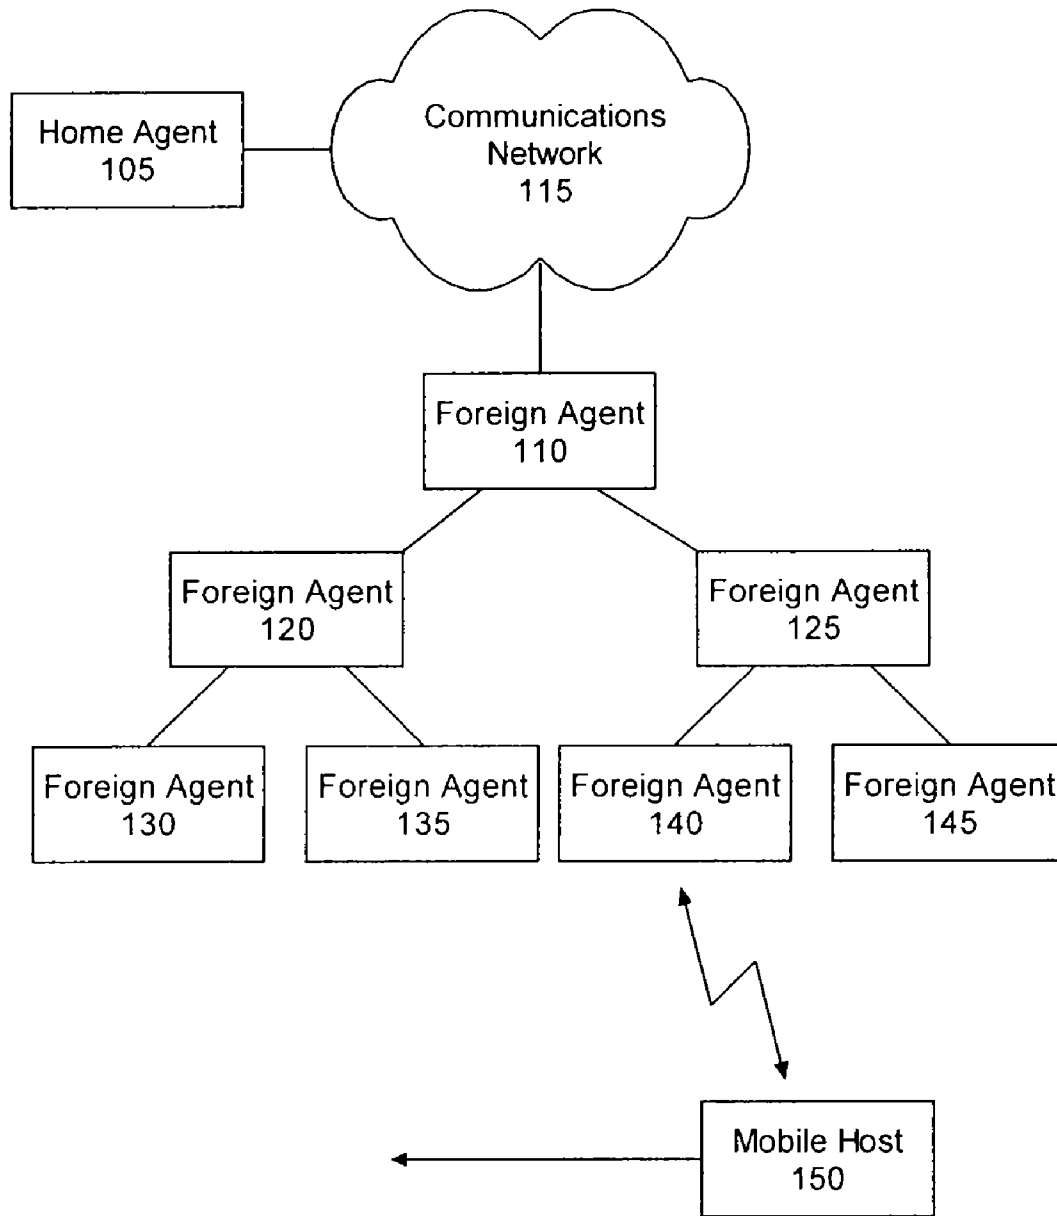 Communications
Network
115
Home Agent
105
Foreign Agent
110
Foreign Agent
120
Foreign Agent
125
Foreign Agent
130
Foreign Agent
135
Foreign Agent
140
Foreign Agent
145
Mobile Host
150